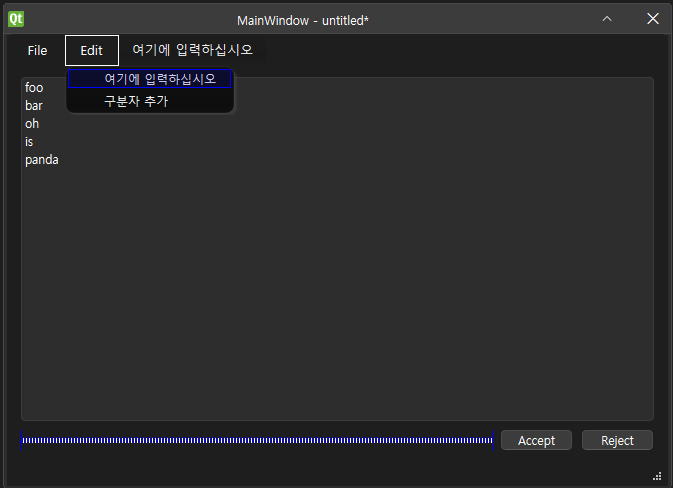 Qt MainWindow - untitled*
File Edit 여기에 입력하십시오
여기에 입력하십시오
구분자 추가
foo
bar
oh
is
panda
Accept Reject